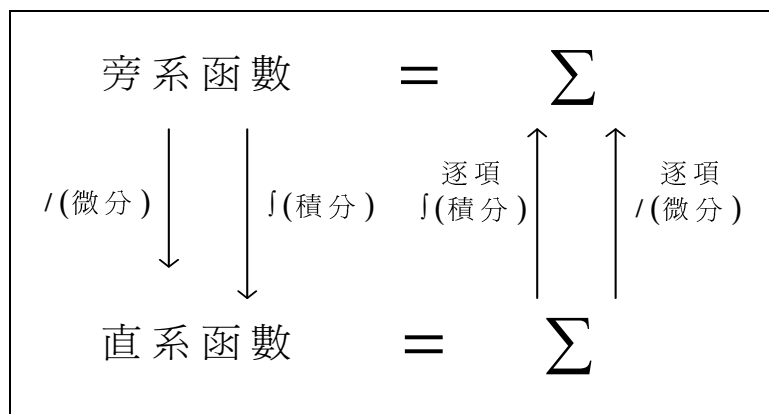 旁系函數 = Σ
/(微分) ∫(積分) 逐項 ∫(積分) 逐項 /(微分)
直系函數 = Σ